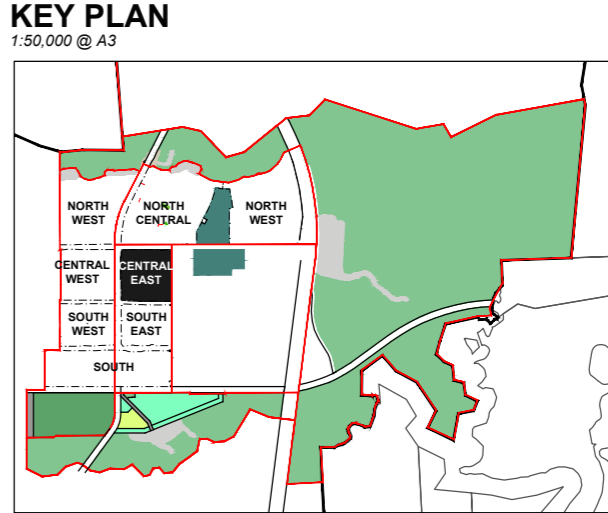 KEY PLAN
1:50,000 @ A3
NORTH
WEST
NORTH
CENTRAL
NORTH
WEST
CENTRAL
WEST
CENTRAL
EAST
SOUTH
WEST
SOUTH
EAST
SOUTH